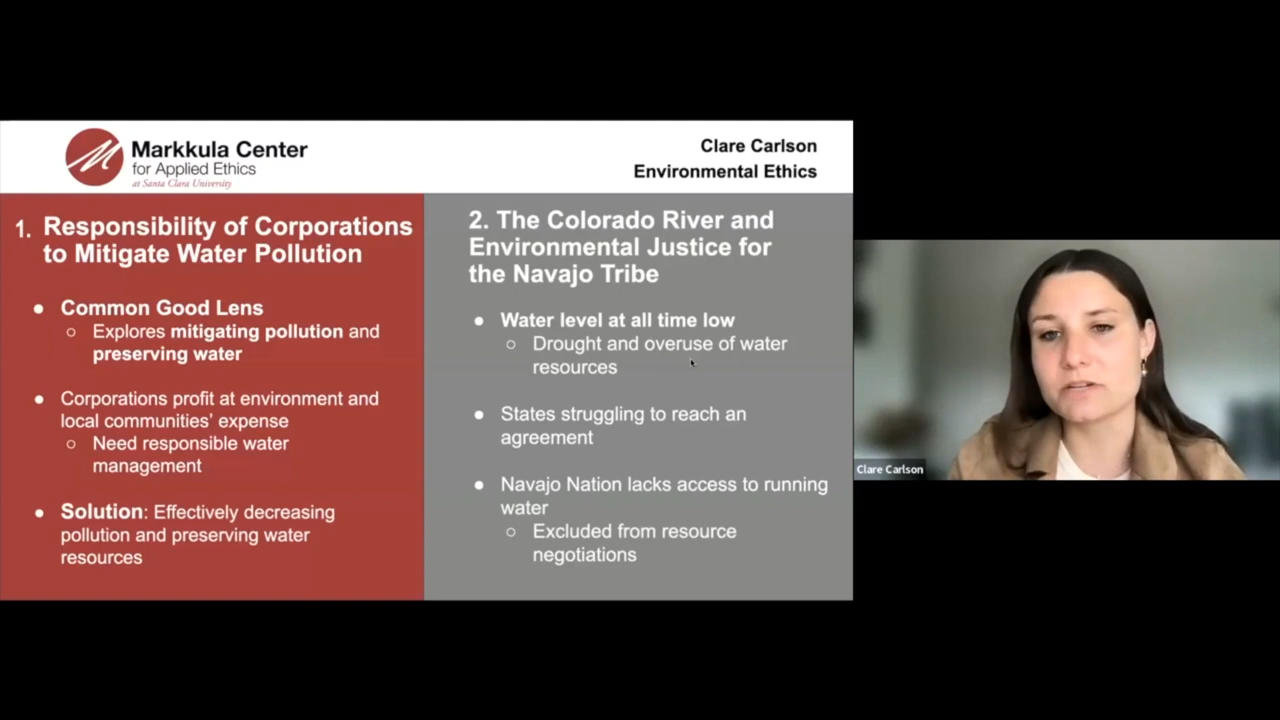 Markkula Center
for Applied Ethics
at Santa Clara University
Clare Carlson
Environmental Ethics
1. Responsibility of Corporations
to Mitigate Water Pollution
● Common Good Lens
○ Explores mitigating pollution and
preserving water
● Corporations profit at environment and
local communities' expense
○ Need responsible water
management
● Solution: Effectively decreasing
pollution and preserving water
resources
2. The Colorado River and
Environmental Justice for
the Navajo Tribe
● Water level at all time low
○ Drought and overuse of water
resources
● States struggling to reach an
agreement
● Navajo Nation lacks access to running
water
○ Excluded from resource
negotiations
Clare Carlson